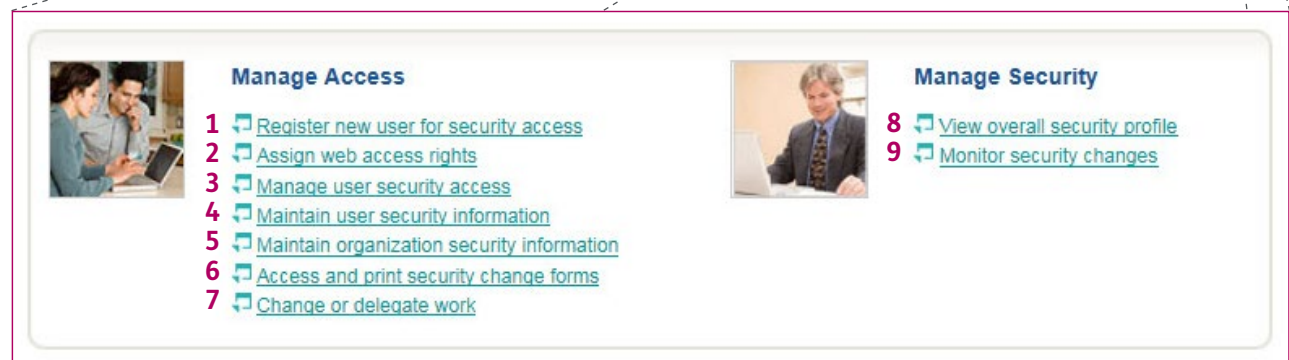 Manage Access
1 Register new user for security access
2 Assign web access rights
3 Manage user security access
4 Maintain user security information
5 Maintain organization security information
6 Access and print security change forms
7 Change or delegate work
Manage Security
8 View overall security profile
9 Monitor security changes